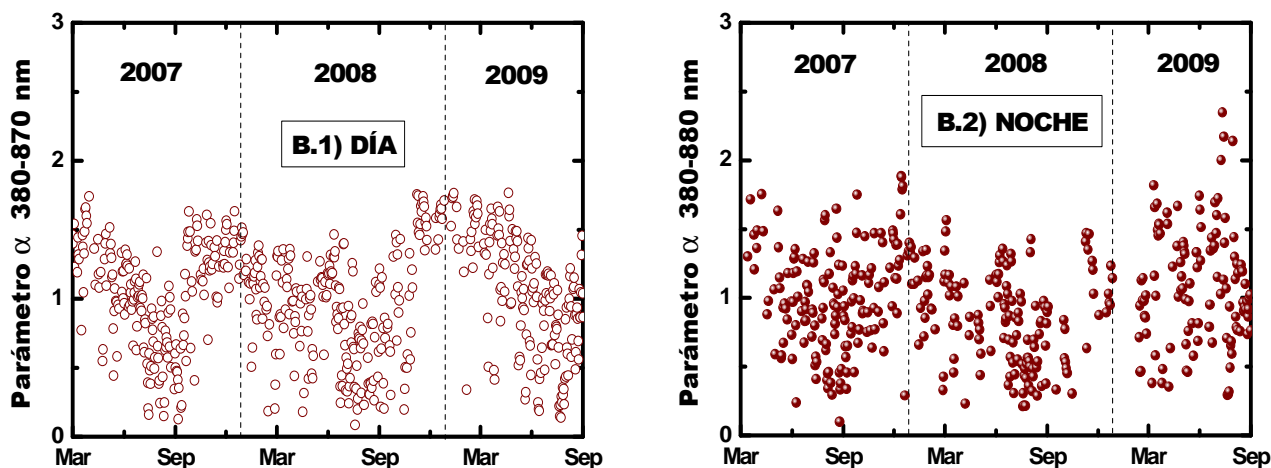 Parámetro α 380-870 nm
3
2
1
0
2007
2008
2009
B.1) DÍA
Mar
Sep
Mar
Sep
Mar
Sep
Parámetro α 380-880 nm
3
2
1
0
2007
2008
2009
B.2) NOCHE
Mar
Sep
Mar
Sep
Mar
Sep